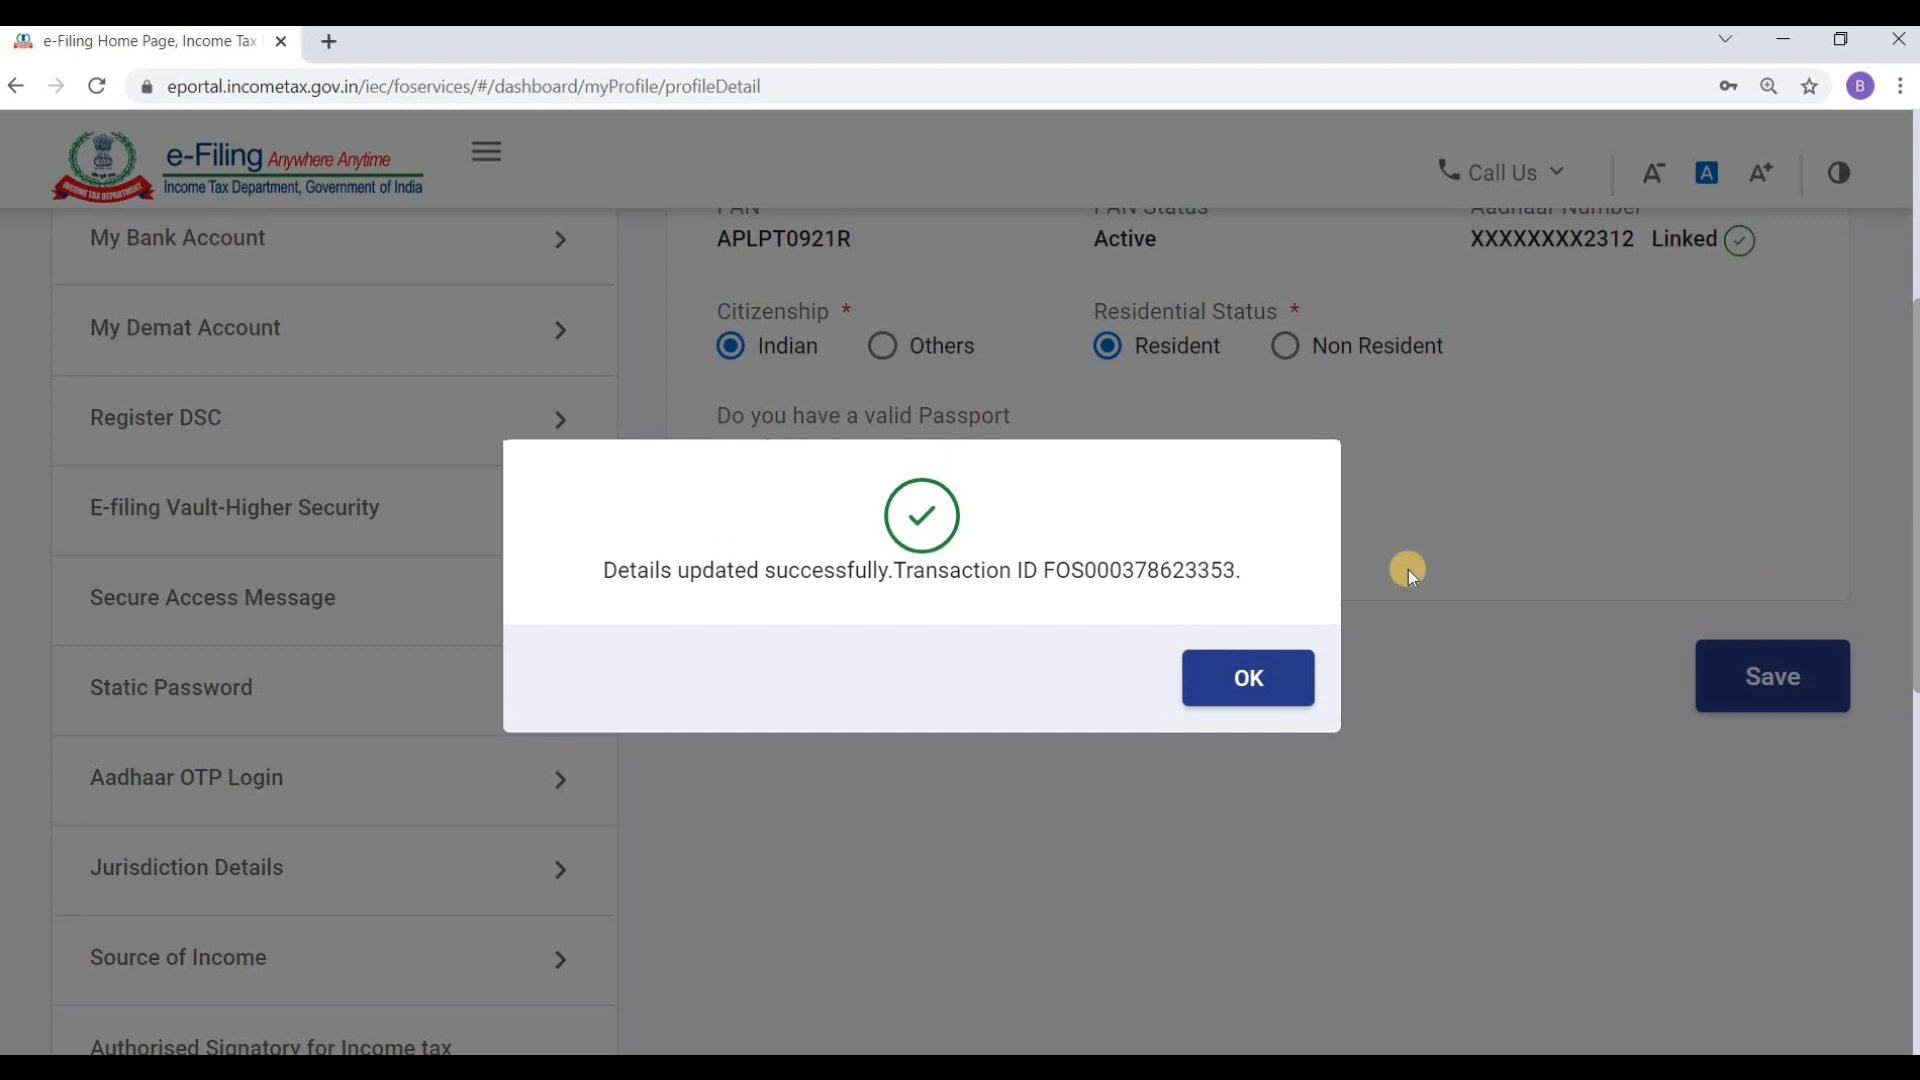 e-Filing Home Page, Income Tax
eportal.incometax.gov.in/iec/foservices/#/dashboard/myProfile/profileDetail
B
e-Filing Anywhere Anytime
Income Tax Department, Government of India
INCOME TAX DEPARTMENT
Call Us
A-
A
A+
PAN
PAN Status
Aadhaar Number
My Bank Account
APLPT0921R
Active
XXXXXXXX2312 Linked
Citizenship *
Residential Status *
My Demat Account
Indian
Others
Resident
Non Resident
Register DSC
Do you have a valid Passport
E-filing Vault-Higher Security
Details updated successfully.Transaction ID FOS000378623353.
Secure Access Message
OK
Save
Static Password
Aadhaar OTP Login
Jurisdiction Details
Source of Income
Authorised Signatory for Income tax